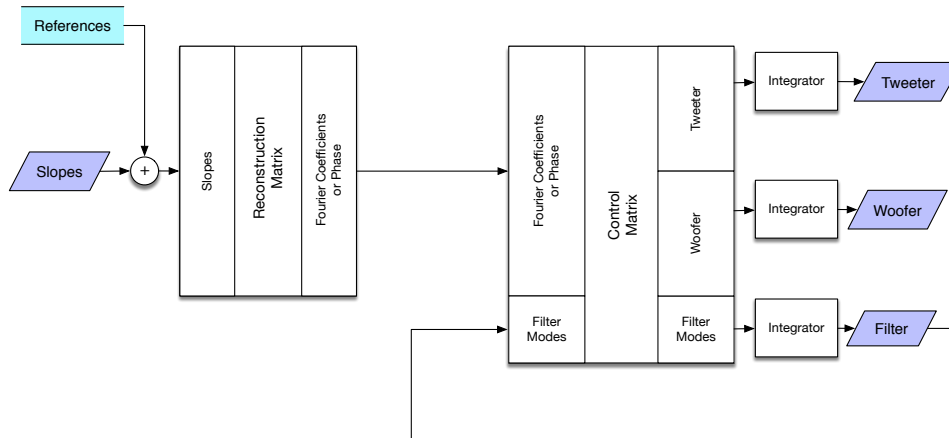 References
Slopes
+
Slopes
Reconstruction
Matrix
Fourier Coefficients
or Phase
Fourier Coefficients
or Phase
Filter
Modes
Control
Matrix
Tweeter
Woofer
Filter
Modes
Integrator
Tweeter
Integrator
Woofer
Integrator
Filter